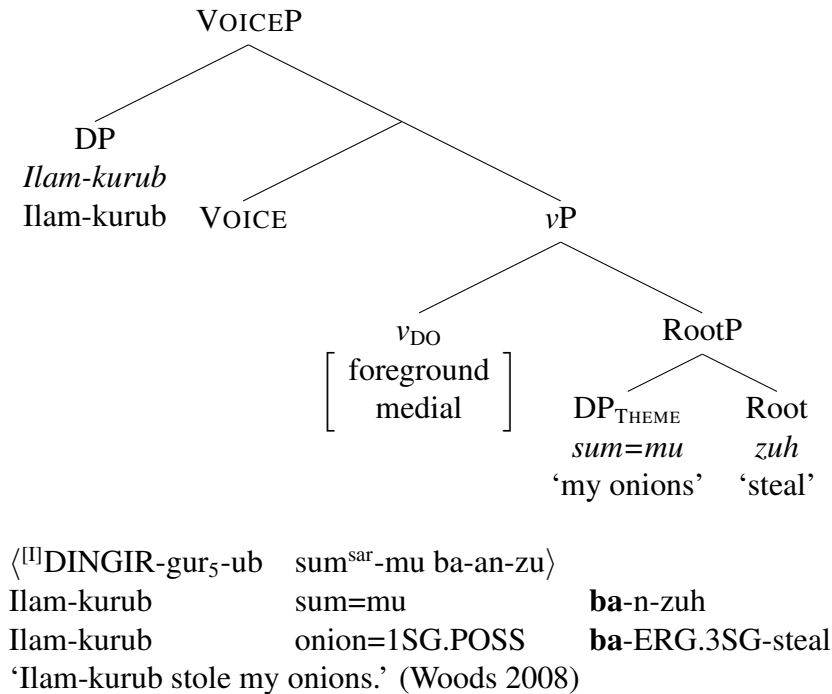 VOICEP
DP
Ilam-kurub
Ilam-kurub VOICE vP
vDO RootP
foreground
medial
DPTHEME Root
sum=mu zuh
‘my onions’ ‘steal’
⟨[I]DINGIR-gur5-ub sumsar-mu ba-an-zu⟩
Ilam-kurub sum=mu ba-n-zuh
Ilam-kurub onion=1SG.POSS ba-ERG.3SG-steal
‘Ilam-kurub stole my onions.’ (Woods 2008)